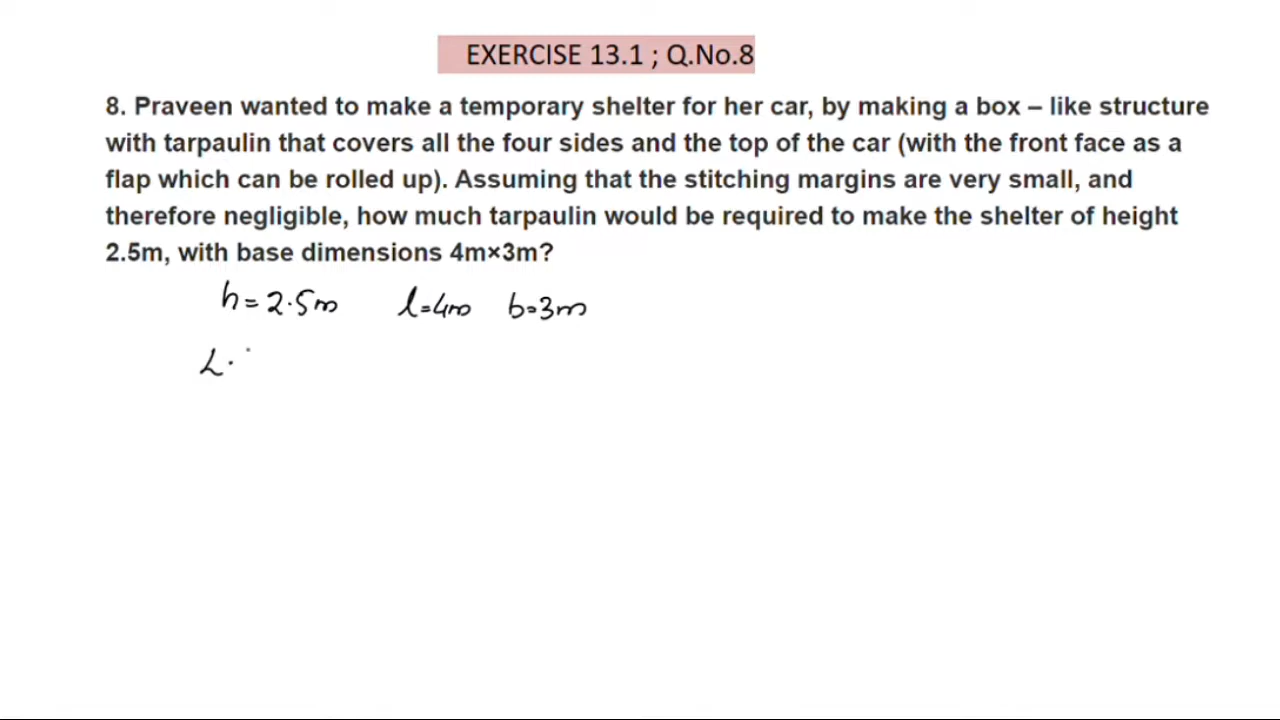 EXERCISE 13.1 ; Q.No.8
8. Praveen wanted to make a temporary shelter for her car, by making a box – like structure
with tarpaulin that covers all the four sides and the top of the car (with the front face as a
flap which can be rolled up). Assuming that the stitching margins are very small, and
therefore negligible, how much tarpaulin would be required to make the shelter of height
2.5m, with base dimensions 4m×3m?
h = 2.5m l=4m b=3m
L.